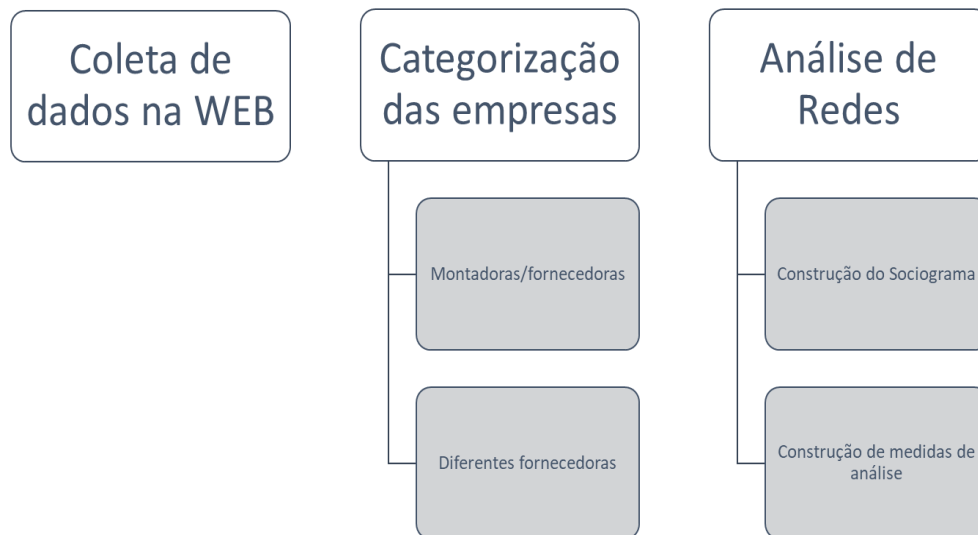 Coleta de
dados na WEB
Categorização
das empresas
Montadoras/fornecedoras
Diferentes fornecedoras
Análise de
Redes
Construção do Sociograma
Construção de medidas de
análise